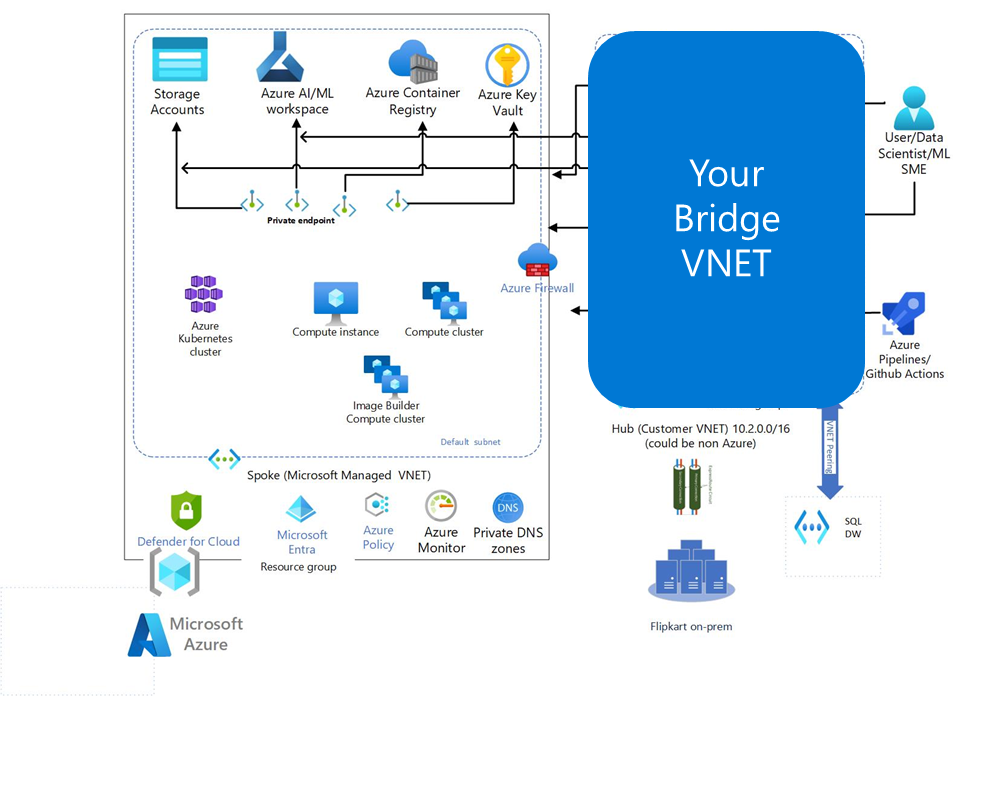 Storage
Accounts
Azure AI/ML
workspace
Azure Container
Registry
Azure Key
Vault
Private endpoint
Azure
Kubernetes
cluster
Compute instance
Compute cluster
Image Builder
Compute cluster
Azure Firewall
Default subnet
Spoke (Microsoft Managed VNET)
Defender for Cloud
Microsoft
Entra
Azure
Policy
Azure
Monitor
DNS
Private DNS
zones
Resource group
Microsoft
Azure
Your
Bridge
VNET
User/Data
Scientist/ML
SME
Azure
Pipelines/
Github Actions
Hub (Customer VNET) 10.2.0.0/16
(could be non Azure)
VNET Peering
SQL
DW
Flipkart on-prem